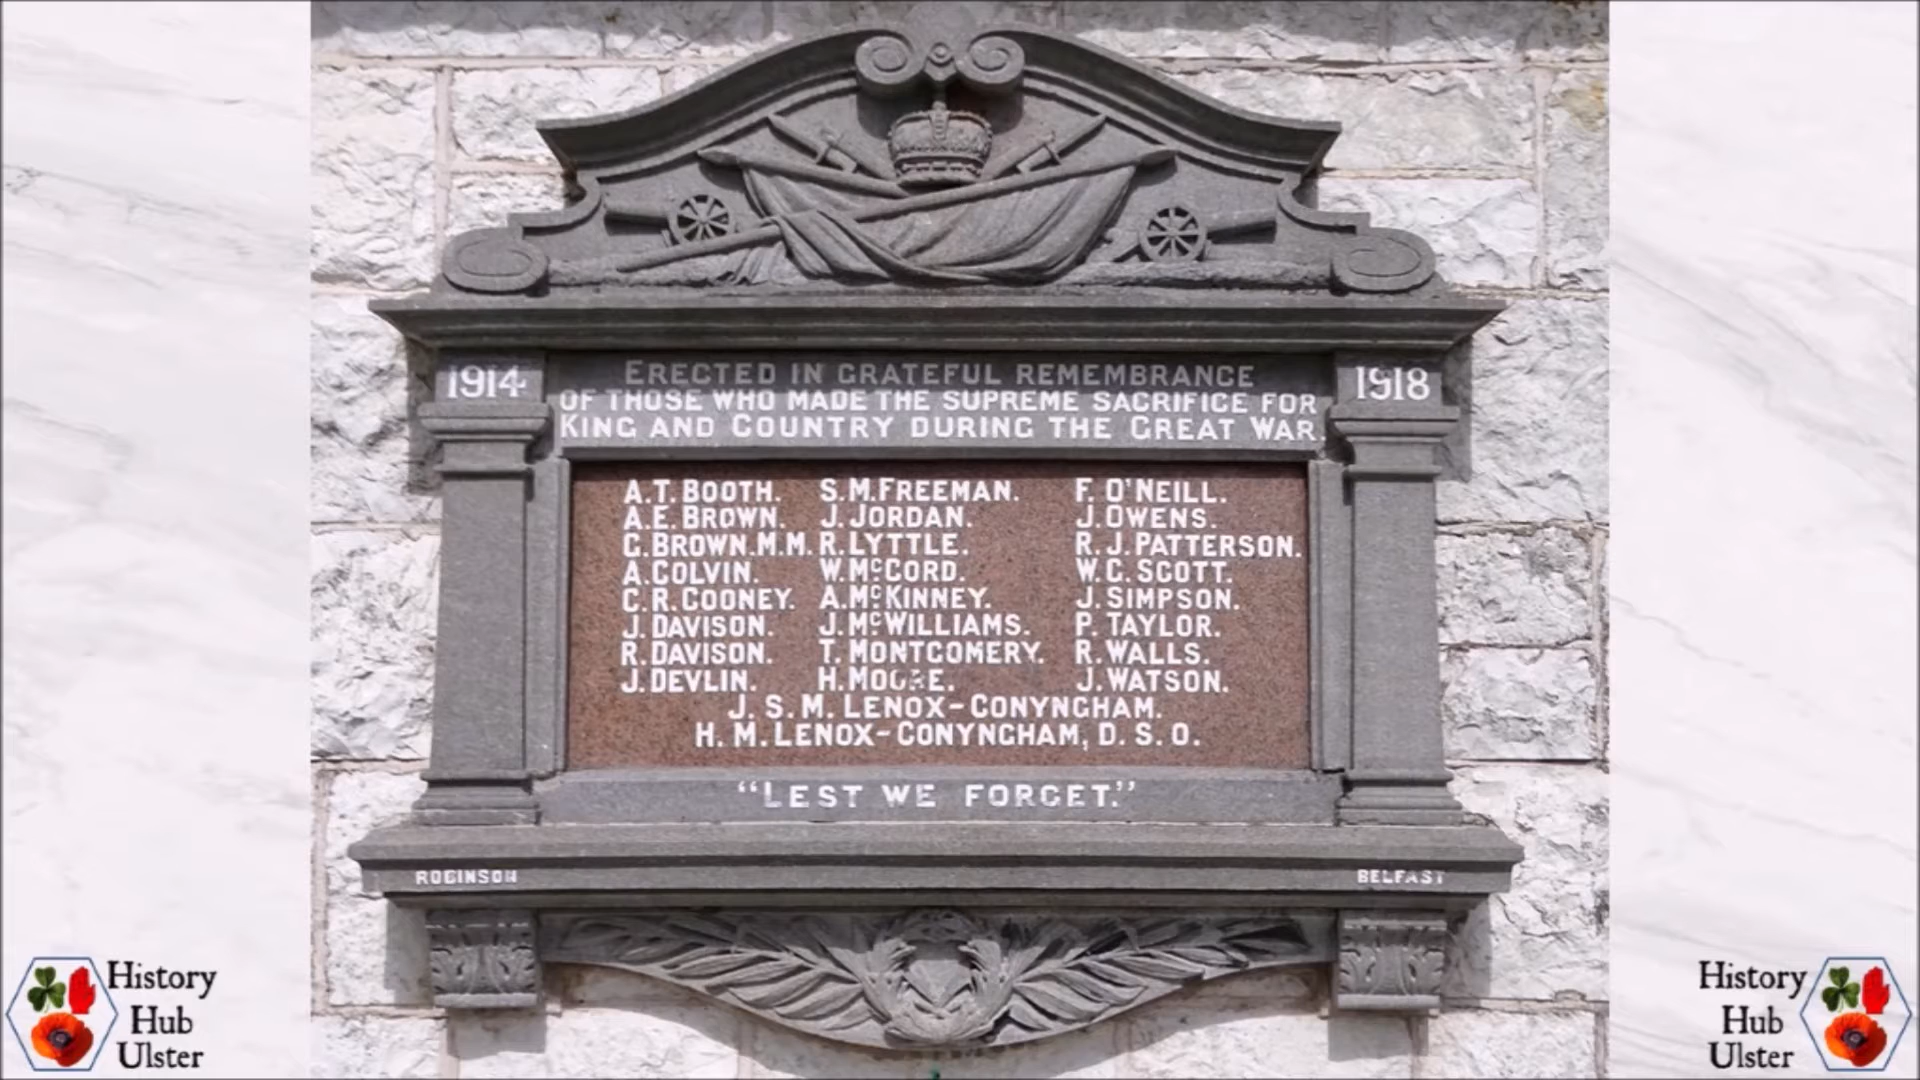 1914
1918
ERECTED IN GRATEFUL REMEMBRANCE
OF THOSE WHO MADE THE SUPREME SACRIFICE FOR
KING AND COUNTRY DURING THE GREAT WAR.
A.T. BOOTH. S.M. FREEMAN. F. O'NEILL.
A.E. BROWN. J. JORDAN. J. OWENS.
G. BROWN. M.M. R. LYTTLE. R. J. PATTERSON.
A. COLVIN. W. McCORD. W. G. SCOTT.
C. R. COONEY. A. McKINNEY. J. SIMPSON.
J. DAVISON. J. McWILLIAMS. P. TAYLOR.
R. DAVISON. T. MONTGOMERY. R. WALLS.
J. DEVLIN. H. MOORE. J. WATSON.
J. S. M. LENOX-CONYNGHAM.
H. M. LENOX-CONYNGHAM, D. S. O.
"LEST WE FORGET."
ROBINSON
BELFAST
History
Hub
Ulster
History
Hub
Ulster